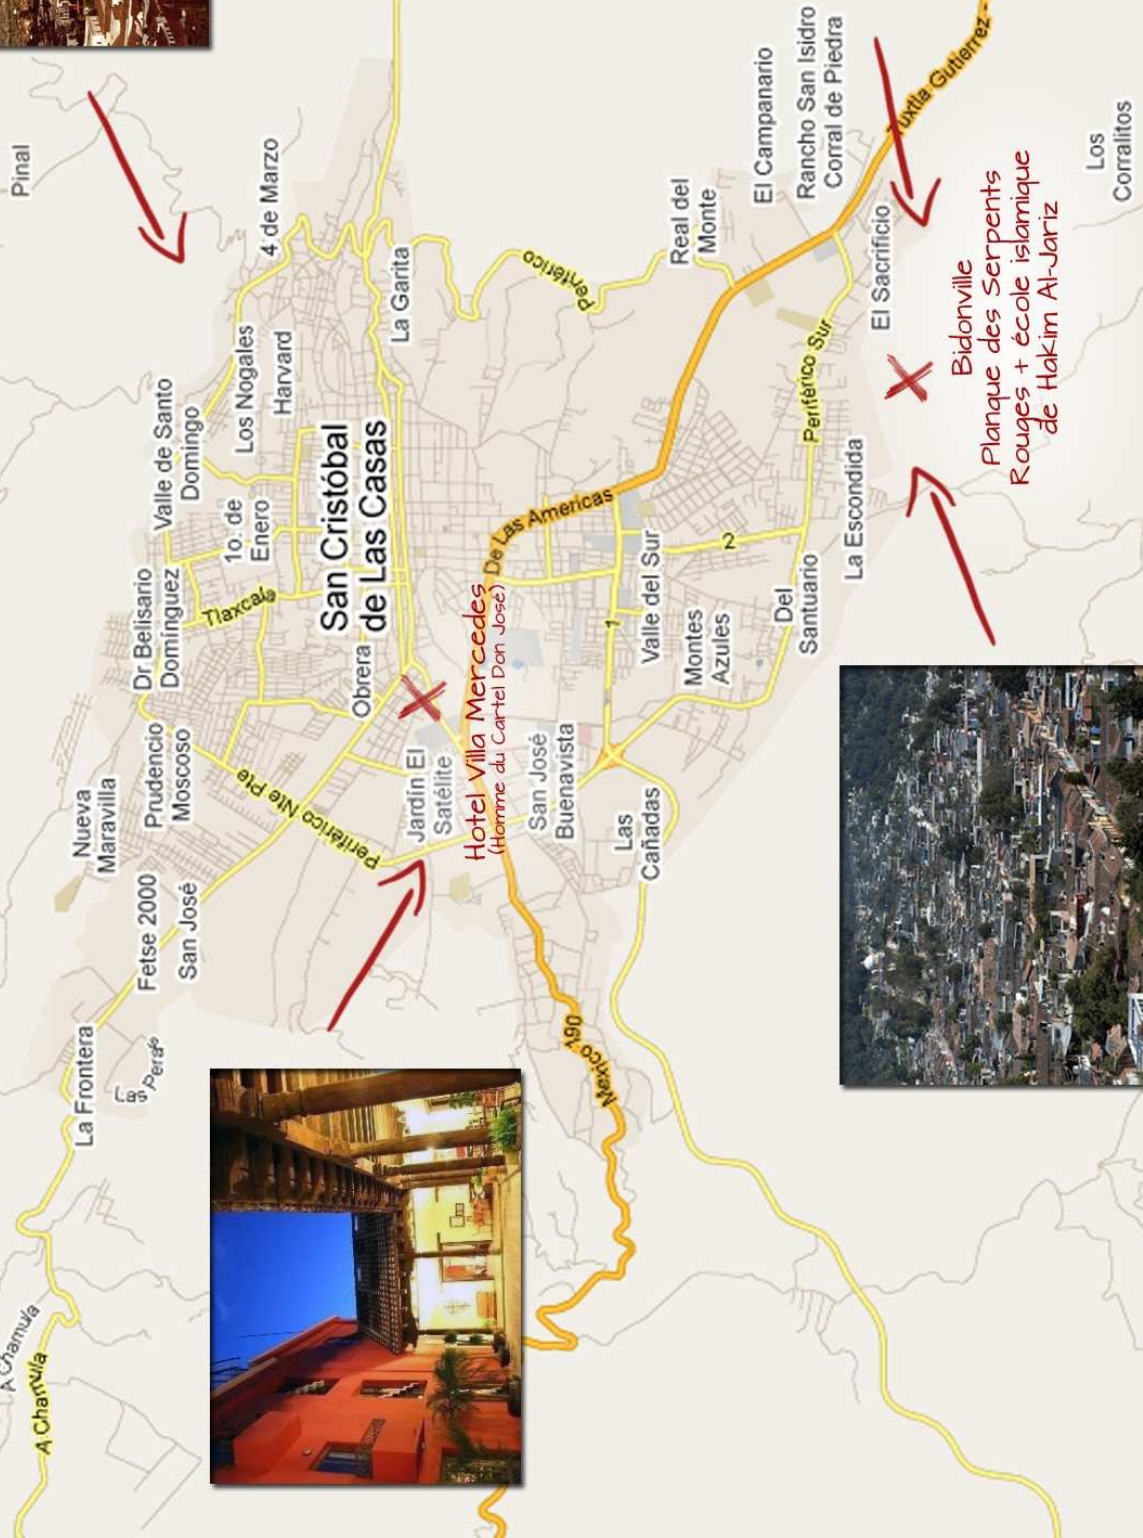 A Chamula
A Chamula
Pinal
La Frontera
Nueva
Maravilla
Las Peras
Fetse 2000
San José
Prudencio
Moscoso
Dr Belisario
Domínguez
Valle de Santo
Domingo
1o. de
Enero
Tlaxcala
Los Nogales
Harvard
4 de Marzo
Periférico Nte Pte
San Cristóbal
de Las Casas
Obrera
La Garita
Jardín El
Satélite
Hotel Villa Mercedes
(Homme du Cartel Don José)
De Las Americas
Periférico
San José
Buenavista
Mexico 190
1
Las
Cañadas
Valle del Sur
Real del
Monte
Montes
Azules
2
El Campanario
Del
Santuario
Periférico Sur
Rancho San Isidro
Corral de Piedra
La Escondida
El Sacrificio
Tuxtla Gutierrez -
Bidonville
Planque des Serpents
Rouges + école islamique
de Hakim Al-Jariz
Los
Corralitos